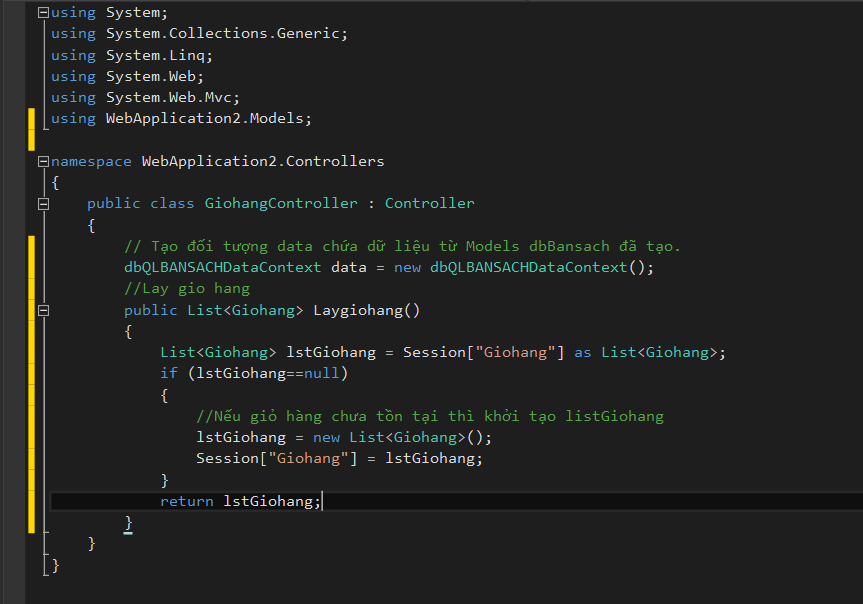 using System;
using System.Collections.Generic;
using System.Linq;
using System.Web;
using System.Web.Mvc;
using WebApplication2.Models;
namespace WebApplication2.Controllers
{
public class GiohangController : Controller
{
// Tạo đối tượng data chứa dữ liệu từ Models dbBansach đã tạo.
dbQLBANSACHDataContext data = new dbQLBANSACHDataContext();
//Lay gio hang
public List<Giohang> Laygiohang()
{
List<Giohang> lstGiohang = Session["Giohang"] as List<Giohang>;
if (lstGiohang==null)
{
//Nếu giỏ hàng chưa tồn tại thì khởi tạo listGiohang
lstGiohang = new List<Giohang>();
Session["Giohang"] = lstGiohang;
}
return lstGiohang;
}
}
}